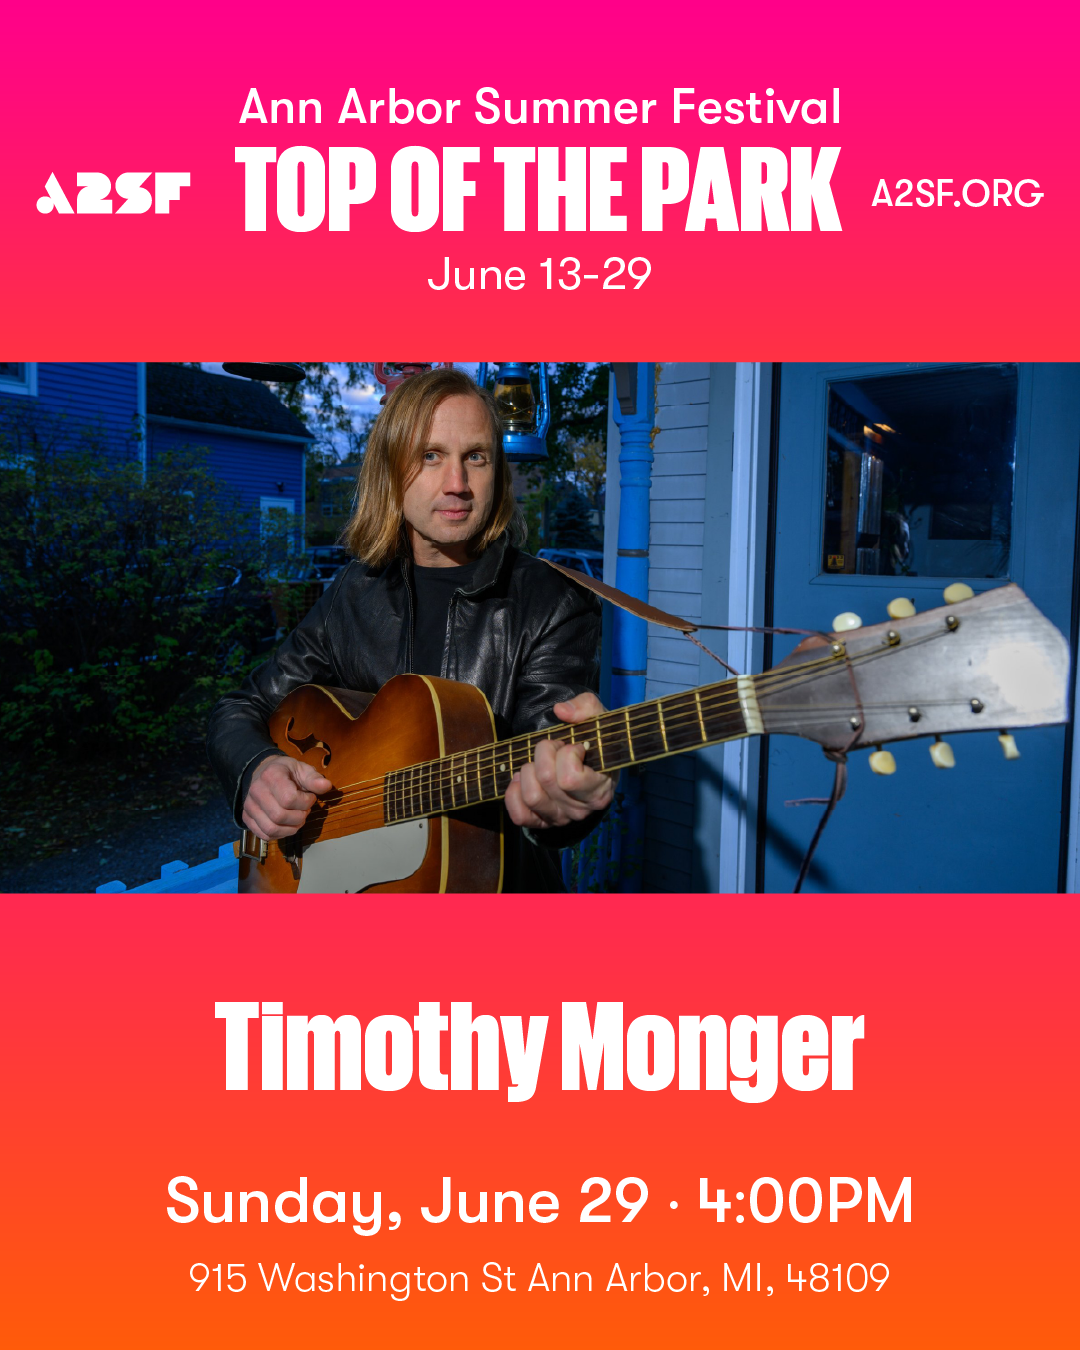 Ann Arbor Summer Festival
A2SF TOP OF THE PARK A2SF.ORG
June 13-29
Timothy Monger
Sunday, June 29 · 4:00PM
915 Washington St Ann Arbor, MI, 48109